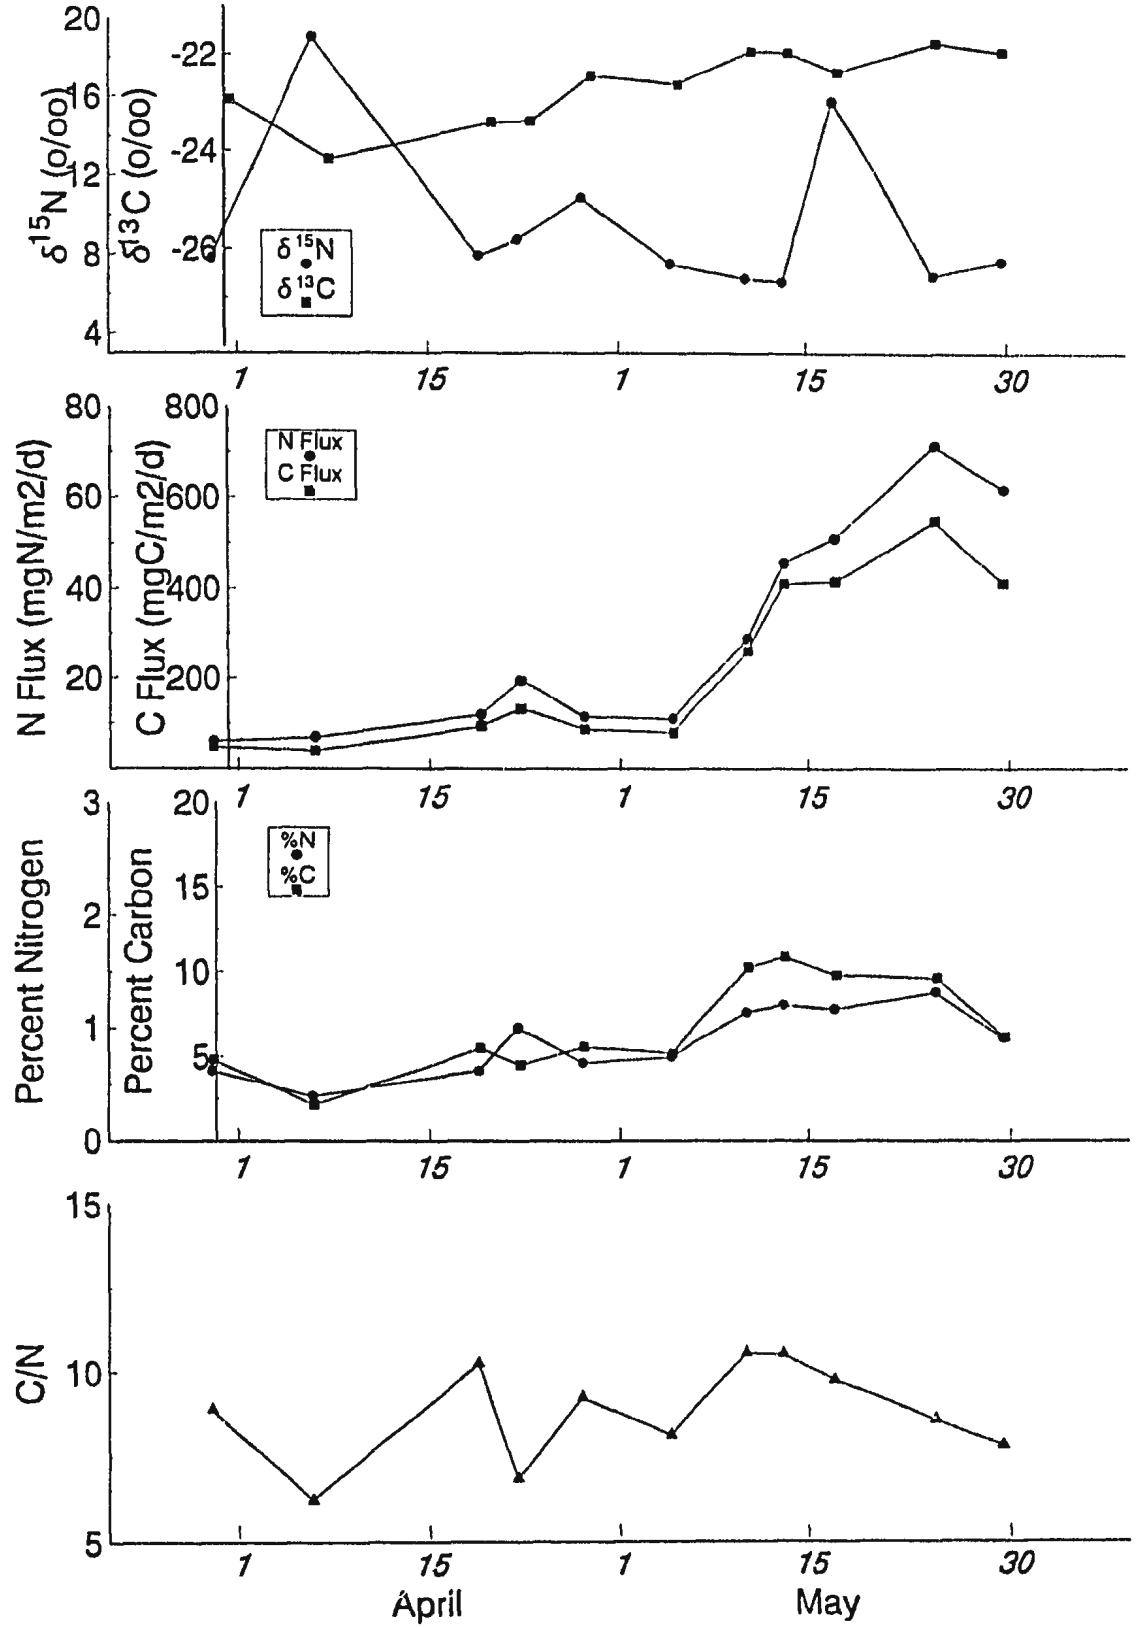 20
16
12
8
4
δ15N (o/oo)
-22
-24
-26
δ13C (o/oo)
δ 15N
δ 13C
1 15 1 15 30
80
60
40
20
N Flux (mgN/m2/d)
800
600
400
200
C Flux (mgC/m2/d)
N Flux
C Flux
1 15 1 15 30
3
2
1
0
Percent Nitrogen
20
15
10
5
Percent Carbon
%N
%C
1 15 1 15 30
15
10
5
C/N
1 15 1 15 30
April May